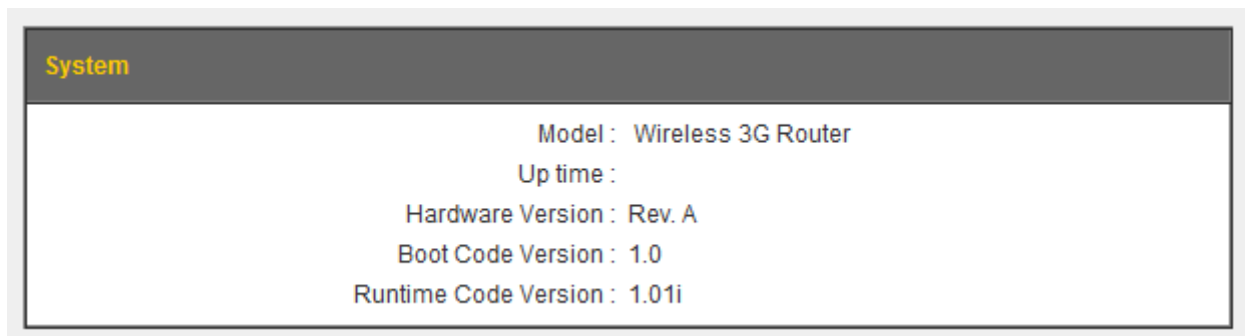 System
Model : Wireless 3G Router
Up time :
Hardware Version : Rev. A
Boot Code Version : 1.0
Runtime Code Version : 1.01i